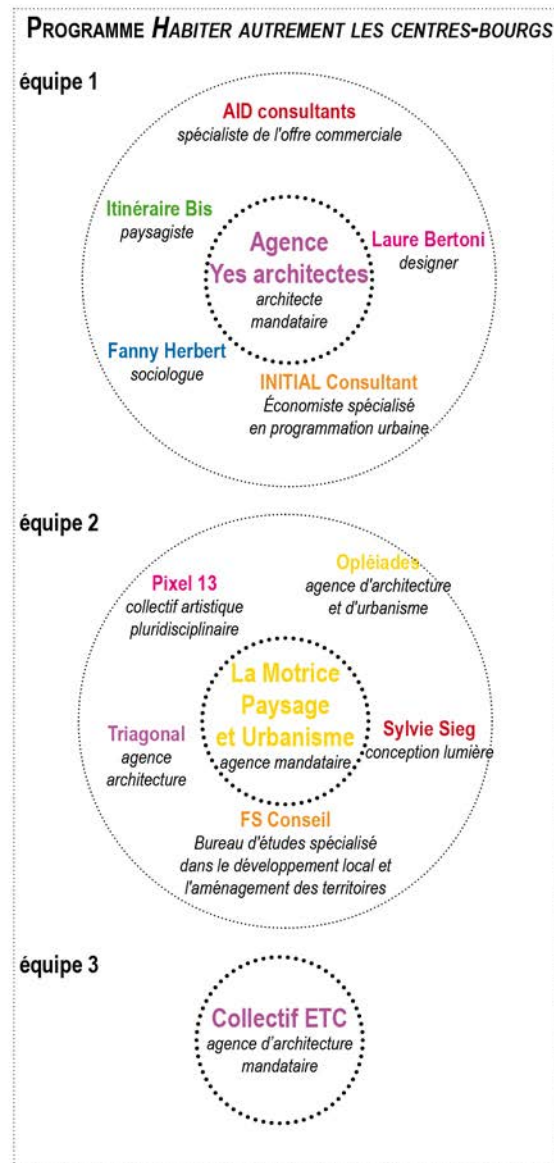 PROGRAMME HABITER AUTREMENT LES CENTRES-BOURGS
équipe 1
AID consultants
spécialiste de l'offre commerciale
Itinéraire Bis
paysagiste
Agence
Yes architectes
architecte
mandataire
Laure Bertoni
designer
Fanny Herbert
sociologue
INITIAL Consultant
Économiste spécialisé
en programmation urbaine
équipe 2
Pixel 13
collectif artistique
pluridisciplinaire
Opléiades
agence d'architecture
et d'urbanisme
La Motrice
Paysage
et Urbanisme
agence mandataire
Triagonal
agence
architecture
Sylvie Sieg
conception lumière
FS Conseil
Bureau d'études spécialisé
dans le développement local et
l'aménagement des territoires
équipe 3
Collectif ETC
agence d'architecture
mandataire